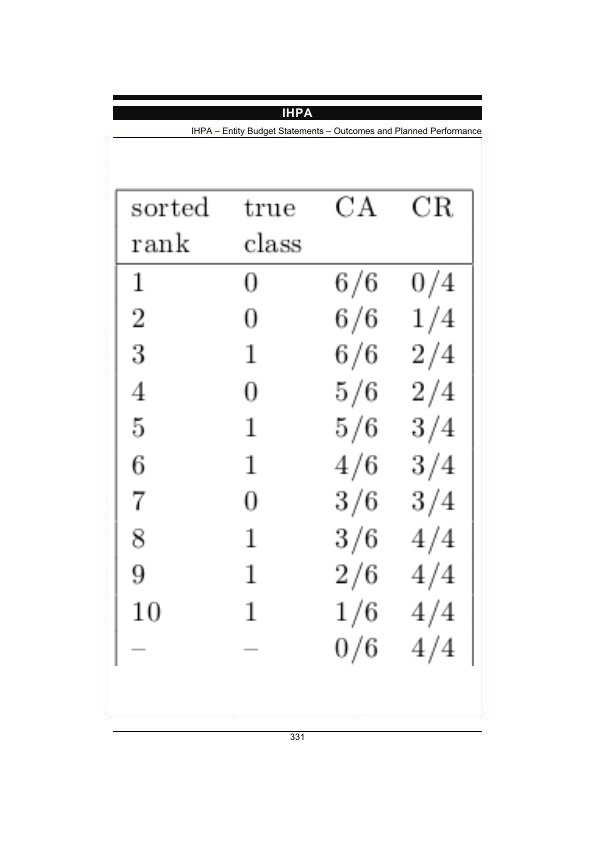 IHPA
IHPA – Entity Budget Statements – Outcomes and Planned Performance
sorted true CA CR
rank class
1 0 6/6 0/4
2 0 6/6 1/4
3 1 6/6 2/4
4 0 5/6 2/4
5 1 5/6 3/4
6 1 4/6 3/4
7 0 3/6 3/4
8 1 3/6 4/4
9 1 2/6 4/4
10 1 1/6 4/4
– – 0/6 4/4
331